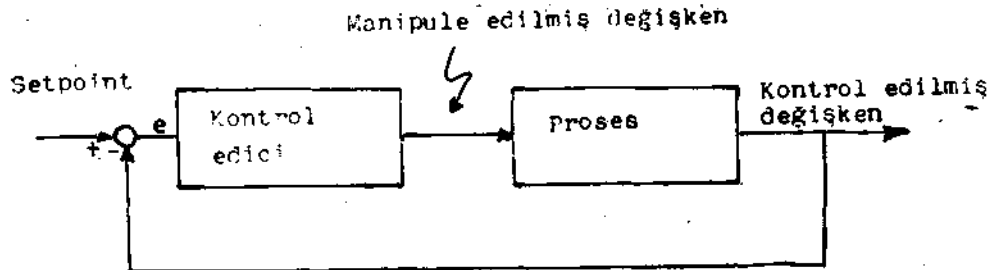 Manipule edilmiş değişken
Setpoint
Kontrol edilmiş
değişken
e
Kontrol
edici
Proses
+ -